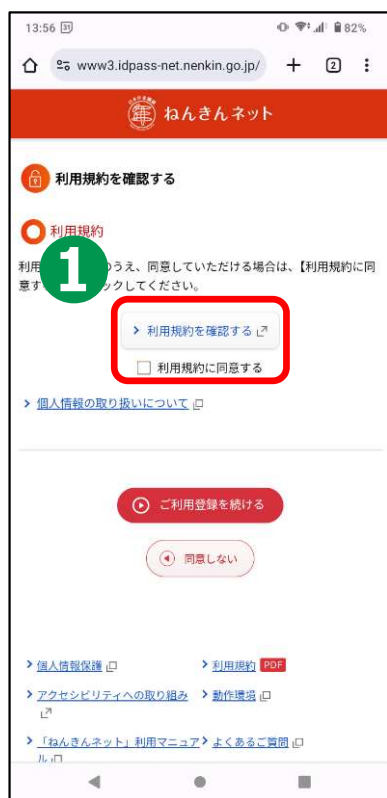 13:56 31 82%
www3.idpass-net.nenkin.go.jp/ 2
ねんきんネット
利用規約を確認する
利用規約
利用 うえ、同意していただける場合は、【利用規約に同
意す ックしてください。
1
利用規約を確認する
利用規約に同意する
個人情報の取り扱いについて
ご利用登録を続ける
同意しない
個人情報保護 利用規約 PDF
アクセシビリティへの取り組み 動作環境
「ねんきんネット」利用マニュア よくあるご質問
ル